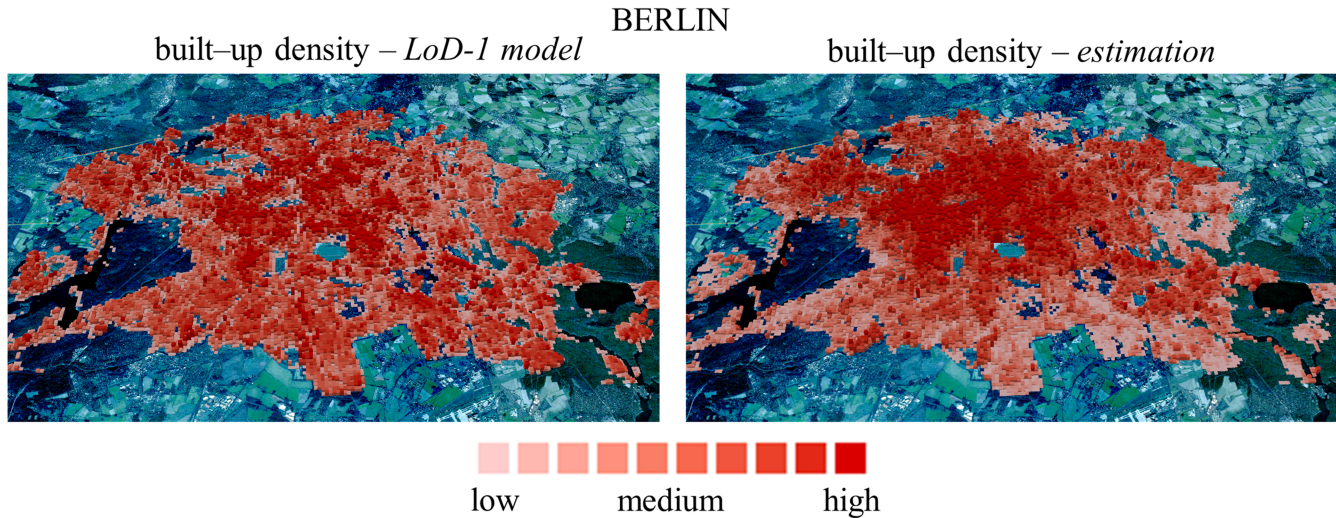 BERLIN
built–up density – LoD-1 model
built–up density – estimation
low medium high